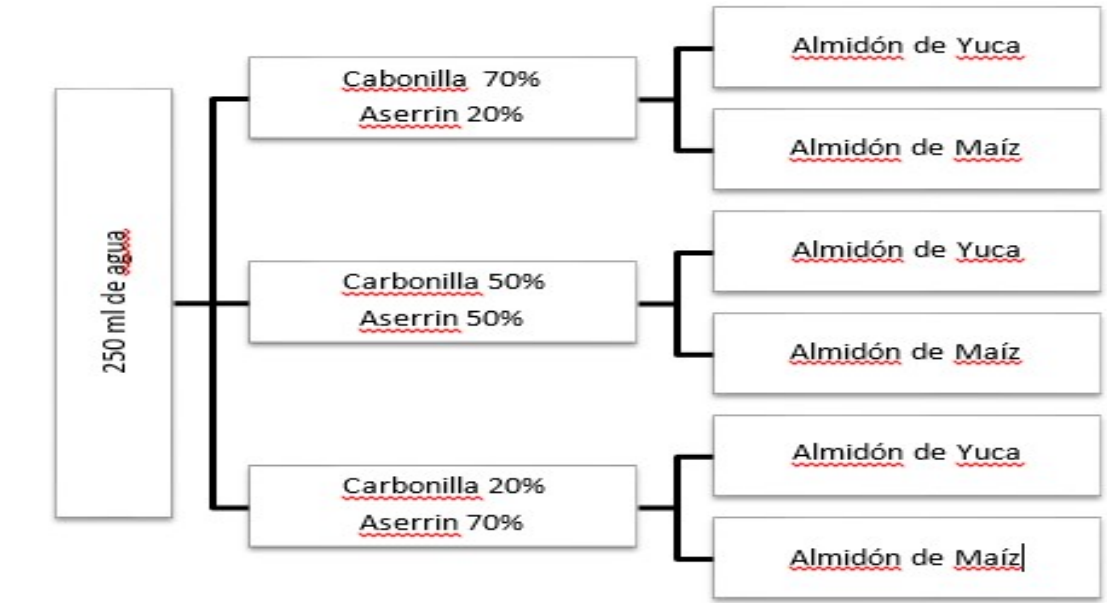 250 ml de agua
Cabonilla 70%
Aserrin 20%
Almidón de Yuca
Almidón de Maíz
Carbonilla 50%
Aserrin 50%
Almidón de Yuca
Almidón de Maíz
Carbonilla 20%
Aserrin 70%
Almidón de Yuca
Almidón de Maíz